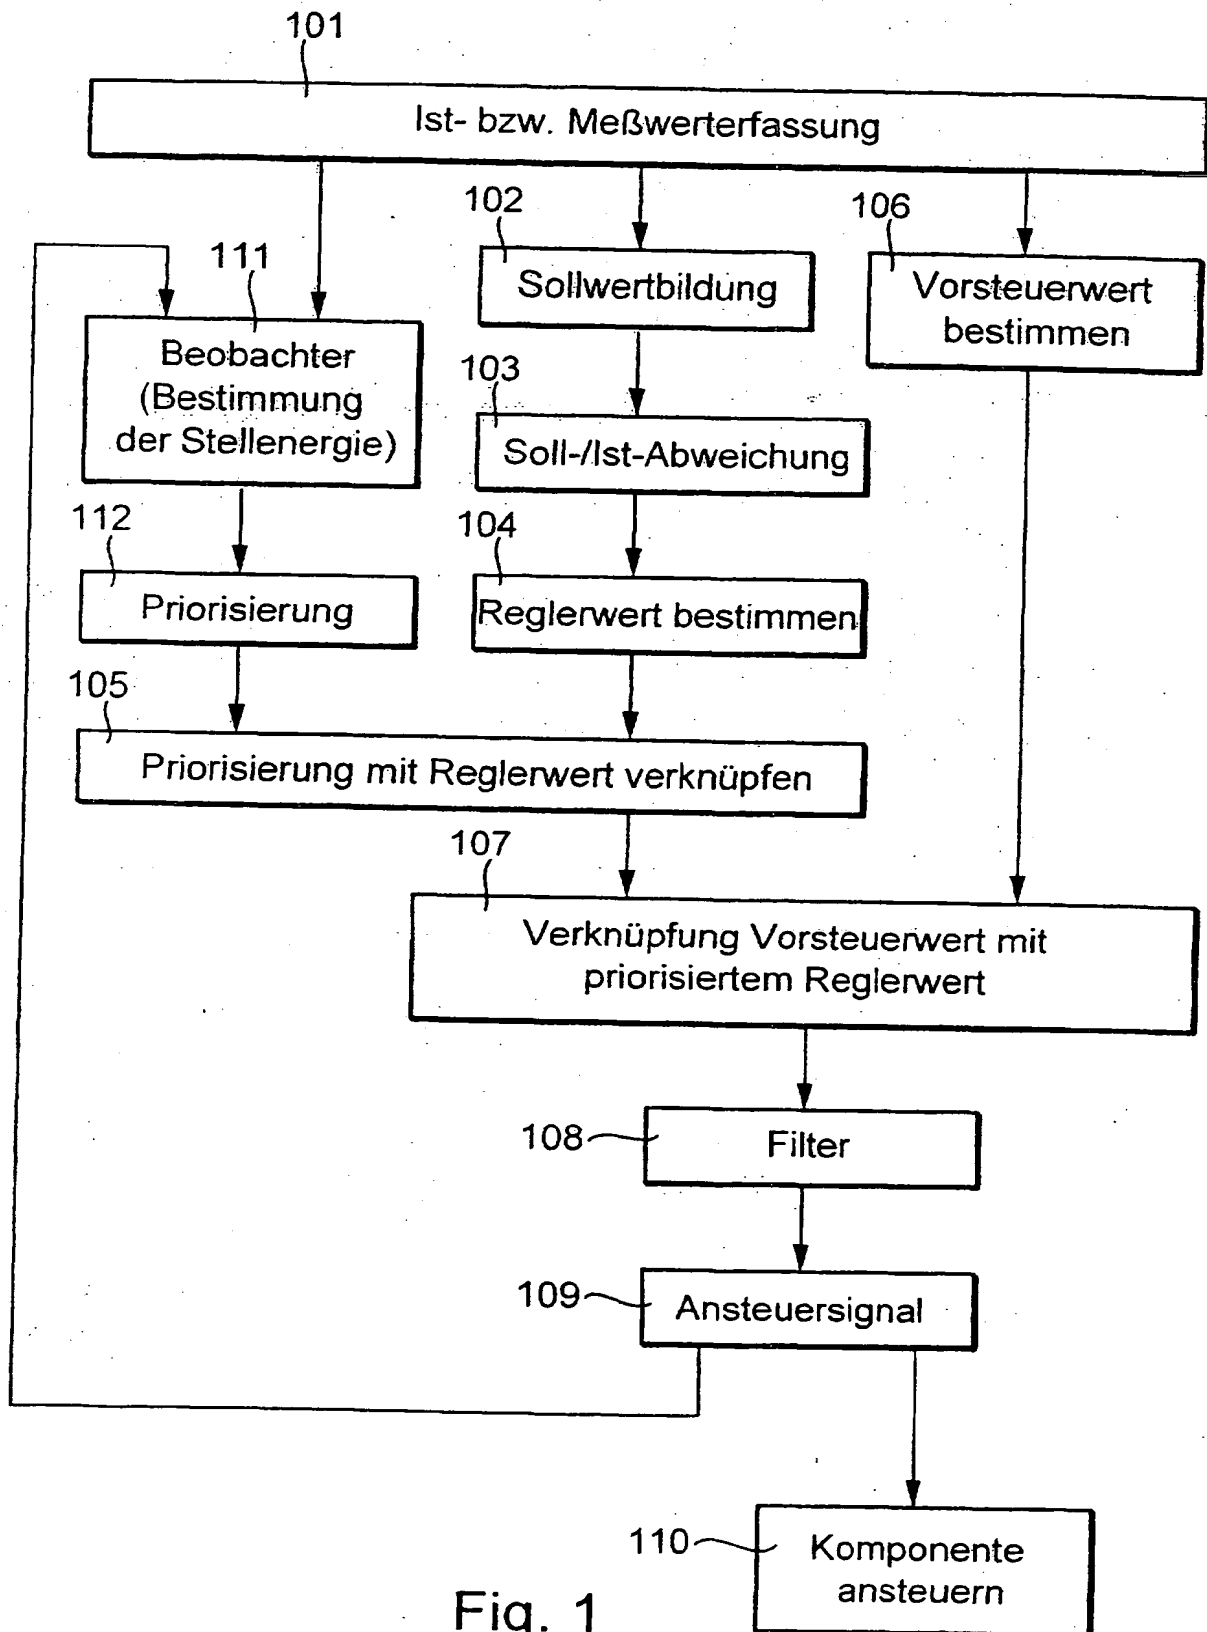 101
Ist- bzw. Meßwerterfassung
102
106
111
Sollwertbildung
Vorsteuerwert
bestimmen
Beobachter
(Bestimmung
der Stellenergie)
103
Soll-/Ist-Abweichung
112
104
Priorisierung
Reglerwert bestimmen
105
Priorisierung mit Reglerwert verknüpfen
107
Verknüpfung Vorsteuerwert mit
priorisiertem Reglerwert
108
Filter
109
Ansteuersignal
110
Komponente
ansteuern
Fig. 1